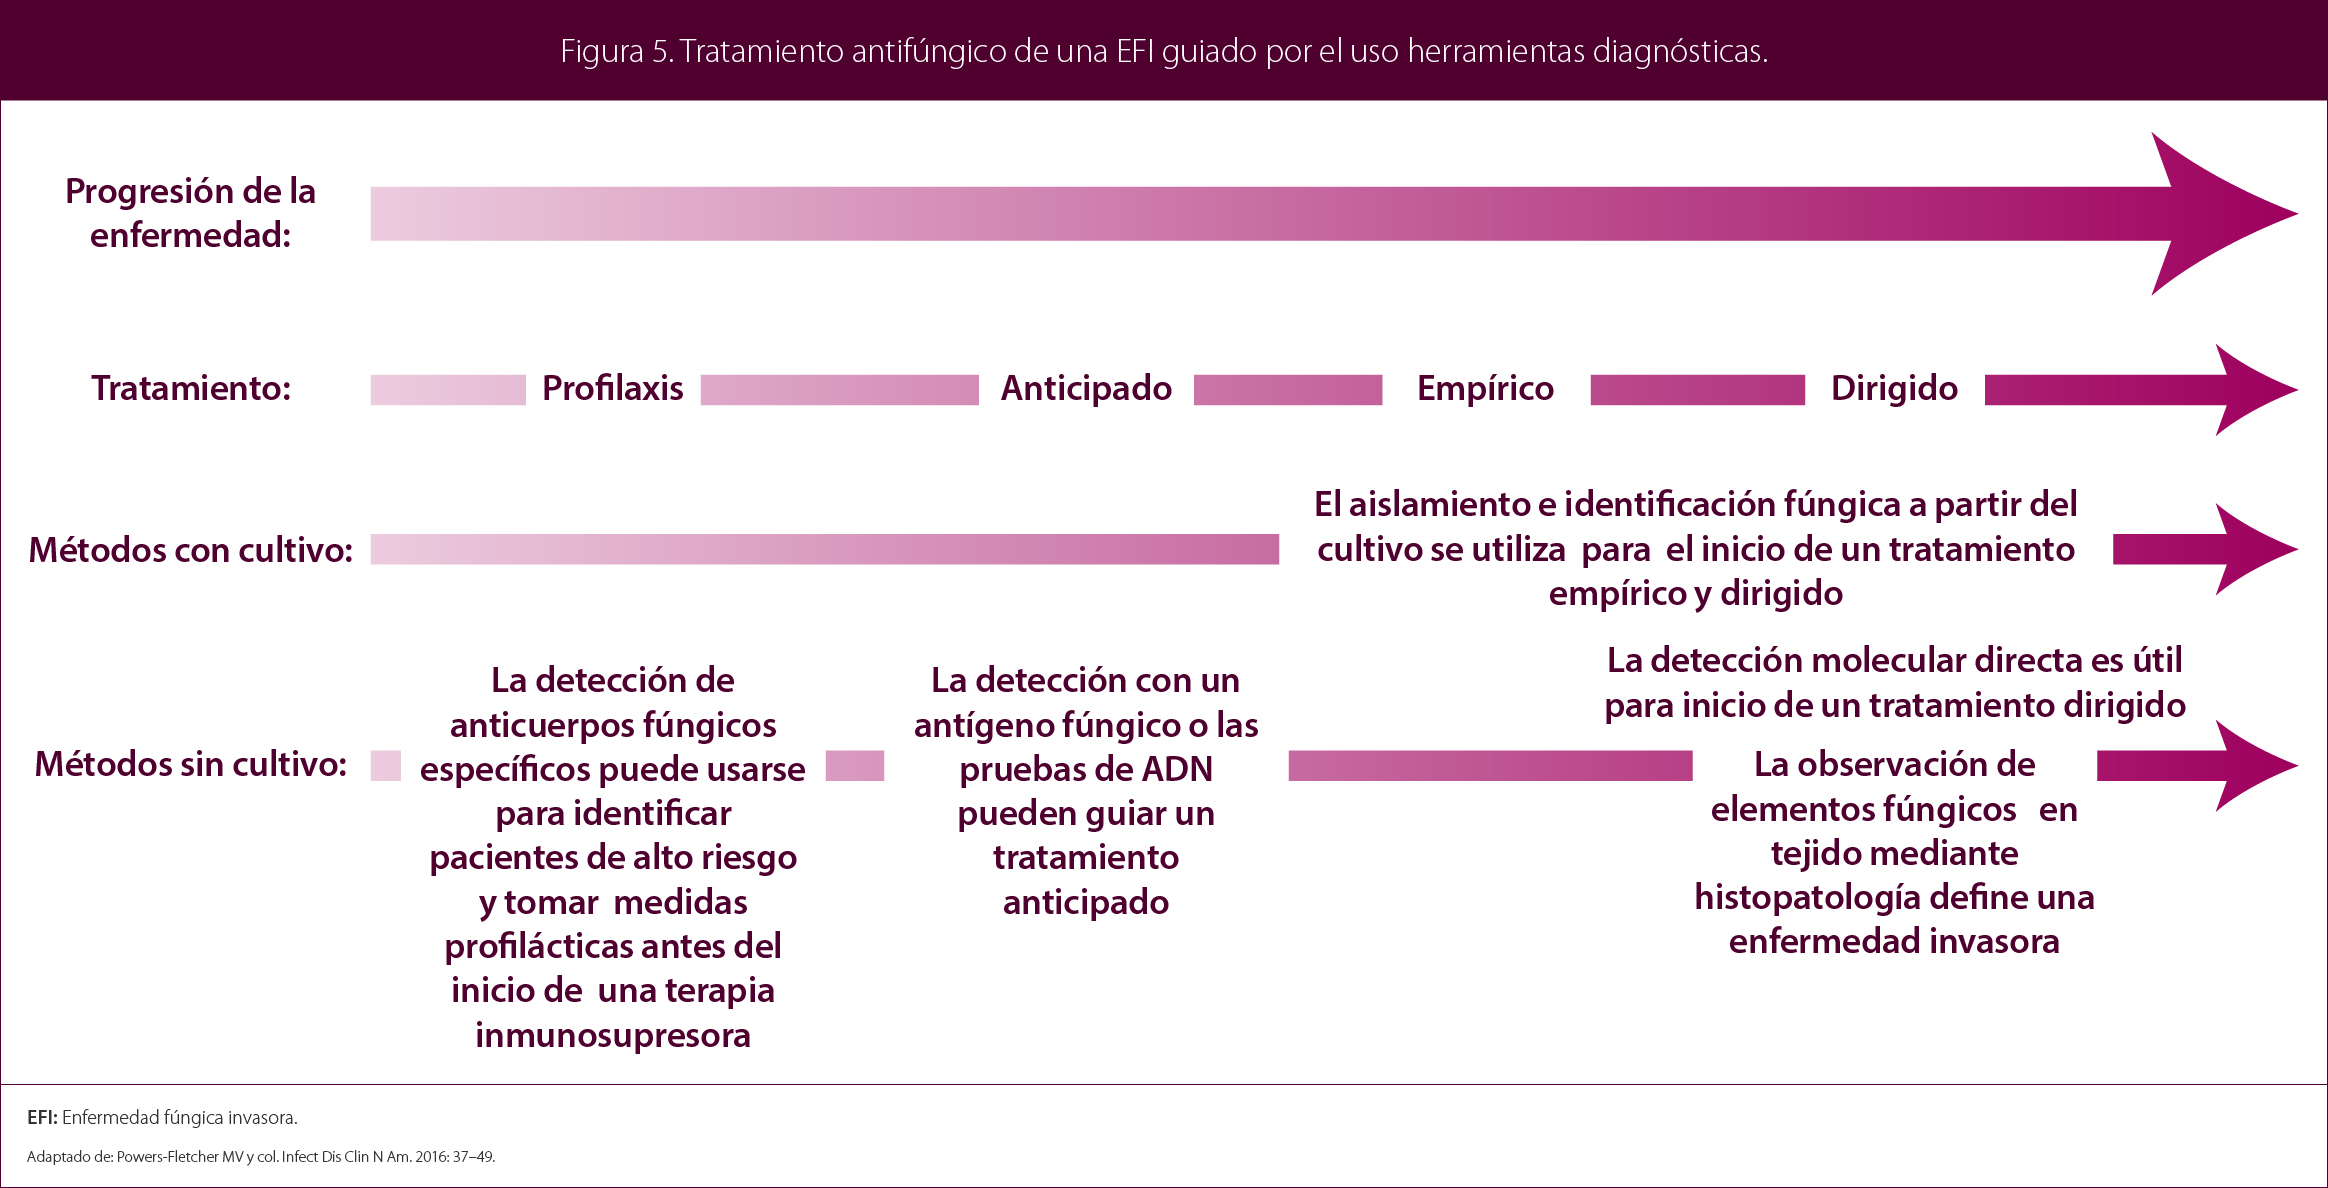 Figura 5. Tratamiento antifúngico de una EFI guiado por el uso herramientas diagnósticas.
Progresión de la
enfermedad:
Tratamiento: Profilaxis Anticipado Empírico Dirigido
Métodos con cultivo:
El aislamiento e identificación fúngica a partir del
cultivo se utiliza para el inicio de un tratamiento
empírico y dirigido
Métodos sin cultivo:
La detección de
anticuerpos fúngicos
específicos puede usarse
para identificar
pacientes de alto riesgo
y tomar medidas
profilácticas antes del
inicio de una terapia
inmunosupresora
La detección con un
antígeno fúngico o las
pruebas de ADN
pueden guiar un
tratamiento
anticipado
La detección molecular directa es útil
para inicio de un tratamiento dirigido
La observación de
elementos fúngicos en
tejido mediante
histopatología define una
enfermedad invasora
EFI: Enfermedad fúngica invasora.
Adaptado de: Powers-Fletcher MV y col. Infect Dis Clin N Am. 2016: 37–49.